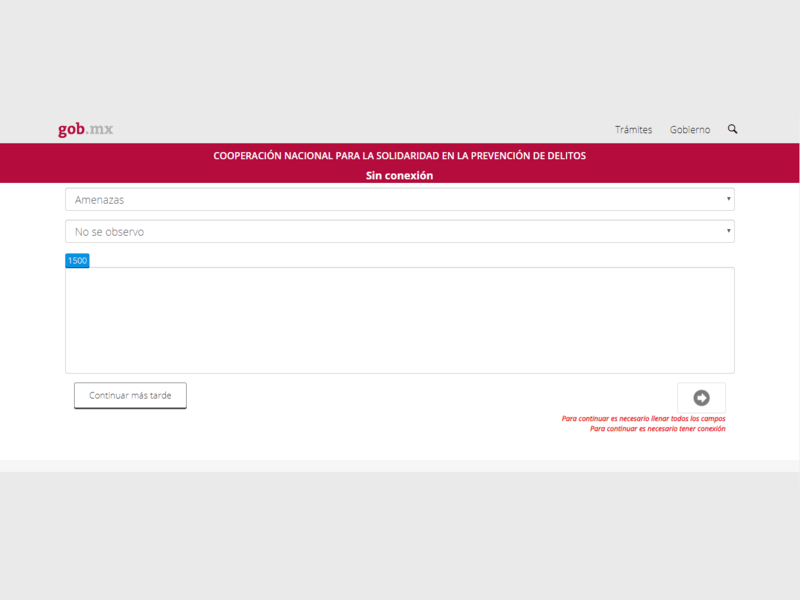 gob.mx
Trámites Gobierno
COOPERACIÓN NACIONAL PARA LA SOLIDARIDAD EN LA PREVENCIÓN DE DELITOS
Sin conexión
Amenazas
No se observo
1500
Continuar más tarde
Para continuar es necesario llenar todos los campos
Para continuar es necesario tener conexión